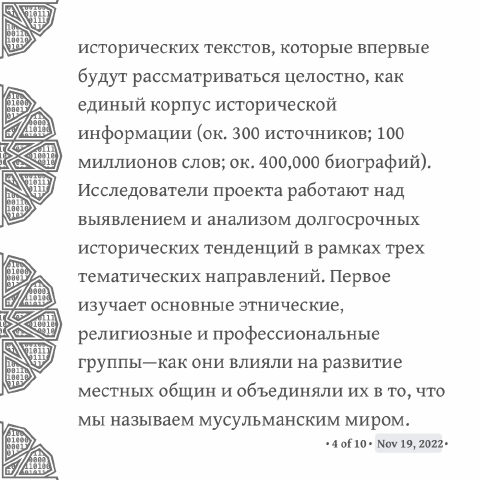 исторических текстов, которые впервые
будут рассматриваться целостно, как
единый корпус исторической
информации (ок. 300 источников; 100
миллионов слов; ок. 400,000 биографий).
Исследователи проекта работают над
выявлением и анализом долгосрочных
исторических тенденций в рамках трех
тематических направлений. Первое
изучает основные этнические,
религиозные и профессиональные
группы—как они влияли на развитие
местных общин и объединяли их в то, что
мы называем мусульманским миром.
• 4 of 10 • Nov 19, 2022 •